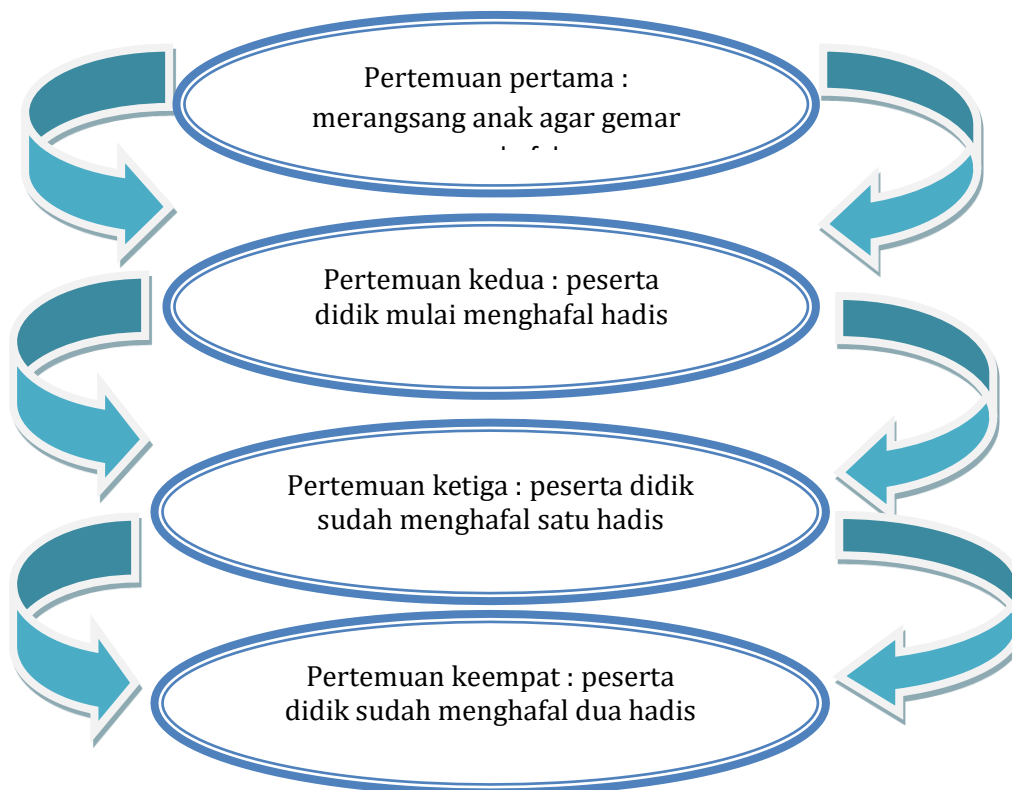 Pertemuan pertama :
merangsang anak agar gemar
Pertemuan kedua : peserta
didik mulai menghafal hadis
Pertemuan ketiga : peserta didik
sudah menghafal satu hadis
Pertemuan keempat : peserta
didik sudah menghafal dua hadis